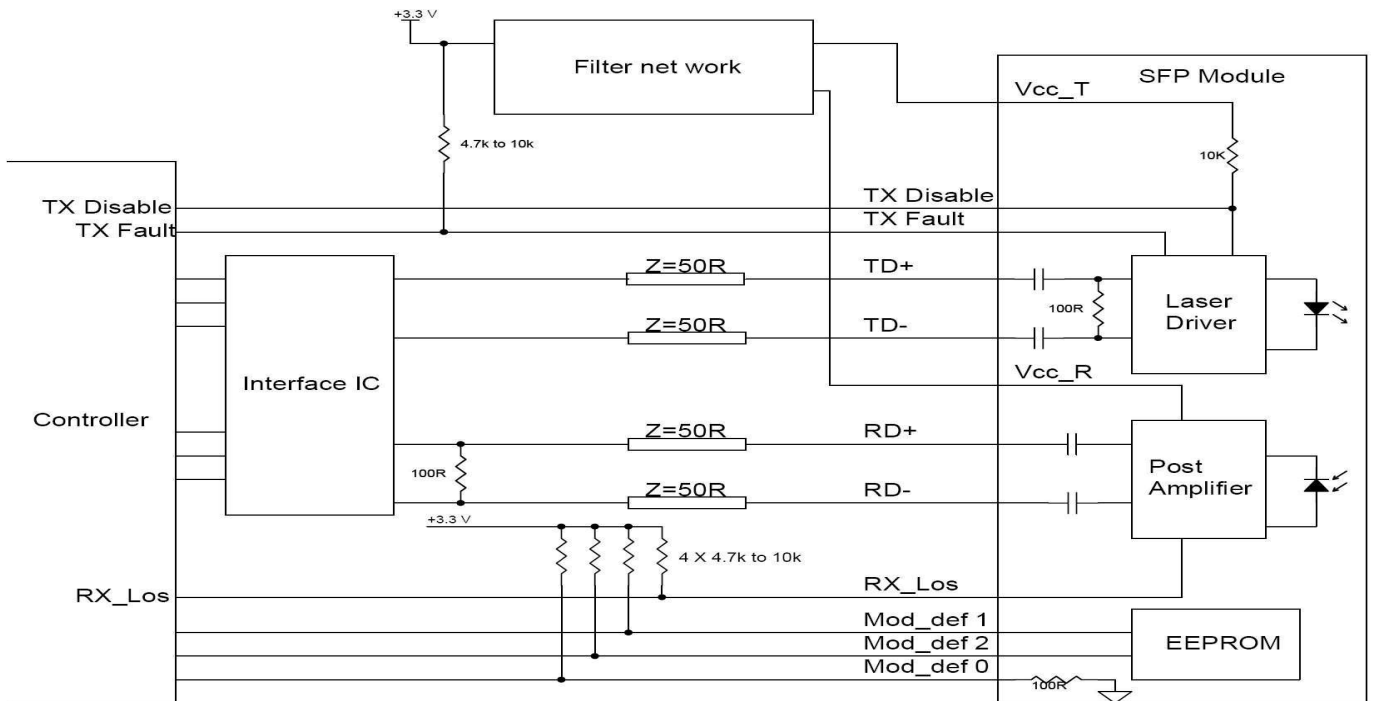 +3.3 V
Filter net work
SFP Module
Vcc_T
4.7k to 10k
10K
TX Disable
TX Disable
TX Fault
TX Fault
Z=50R
TD+
Laser
Driver
100R
Z=50R
TD-
Interface IC
Vcc_R
Controller
Z=50R
RD+
100R
Post
Amplifier
Z=50R
RD-
+3.3 V
4 X 4.7k to 10k
RX_Los
RX_Los
Mod_def 1
Mod_def 2
EEPROM
Mod_def 0
100R